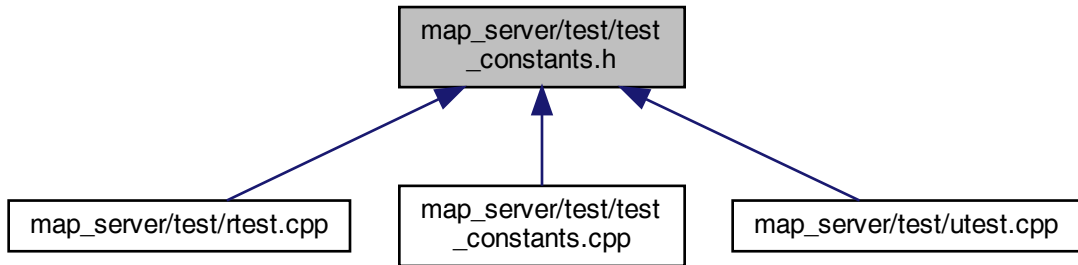 map_server/test/test
_constants.h
map_server/test/rtest.cpp
map_server/test/test
_constants.cpp
map_server/test/utest.cpp